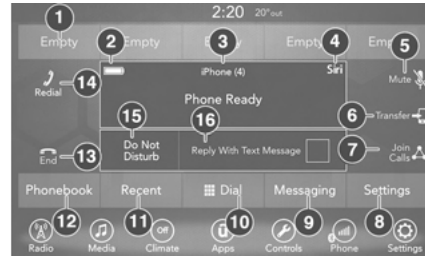 2:20 20°out
1
Empty Empty Empty Empty Empty
2 3 4 5
iPhone (4) Siri
Redial 14 Mute
Phone Ready
6 Transfer
15 16
Do Not
Disturb
Reply With Text Message
End 13 7 Join
Calls
Phonebook Recent Dial Messaging Settings
12 11 10 9 8
Off
Radio Media Climate Apps Controls Phone Settings